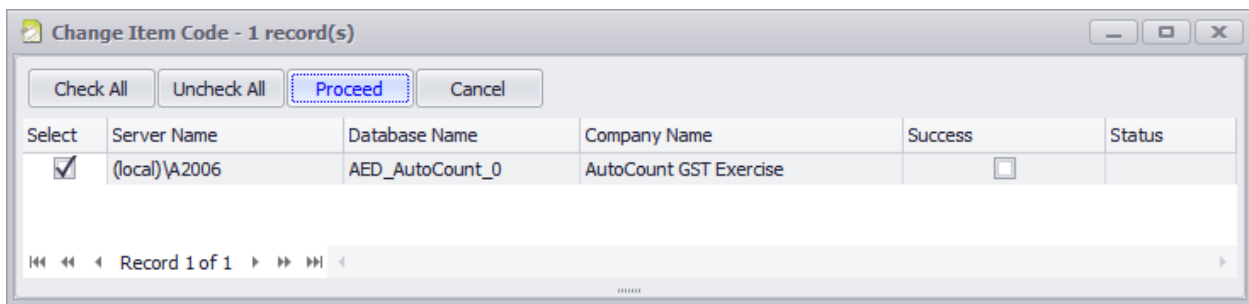 Change Item Code - 1 record(s)
Check All Uncheck All Proceed Cancel
Select Server Name Database Name Company Name Success Status
(local)\A2006 AED_AutoCount_0 AutoCount GST Exercise
Record 1 of 1